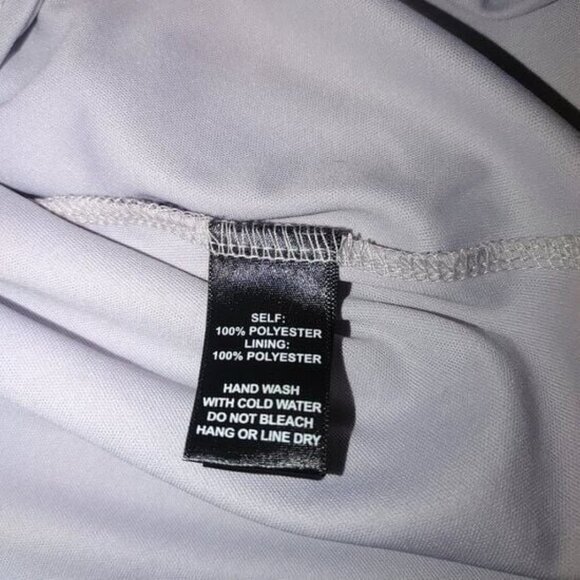 SELF:
100% POLYESTER
LINING:
100% POLYESTER
HAND WASH
WITH COLD WATER
DO NOT BLEACH
HANG OR LINE DRY